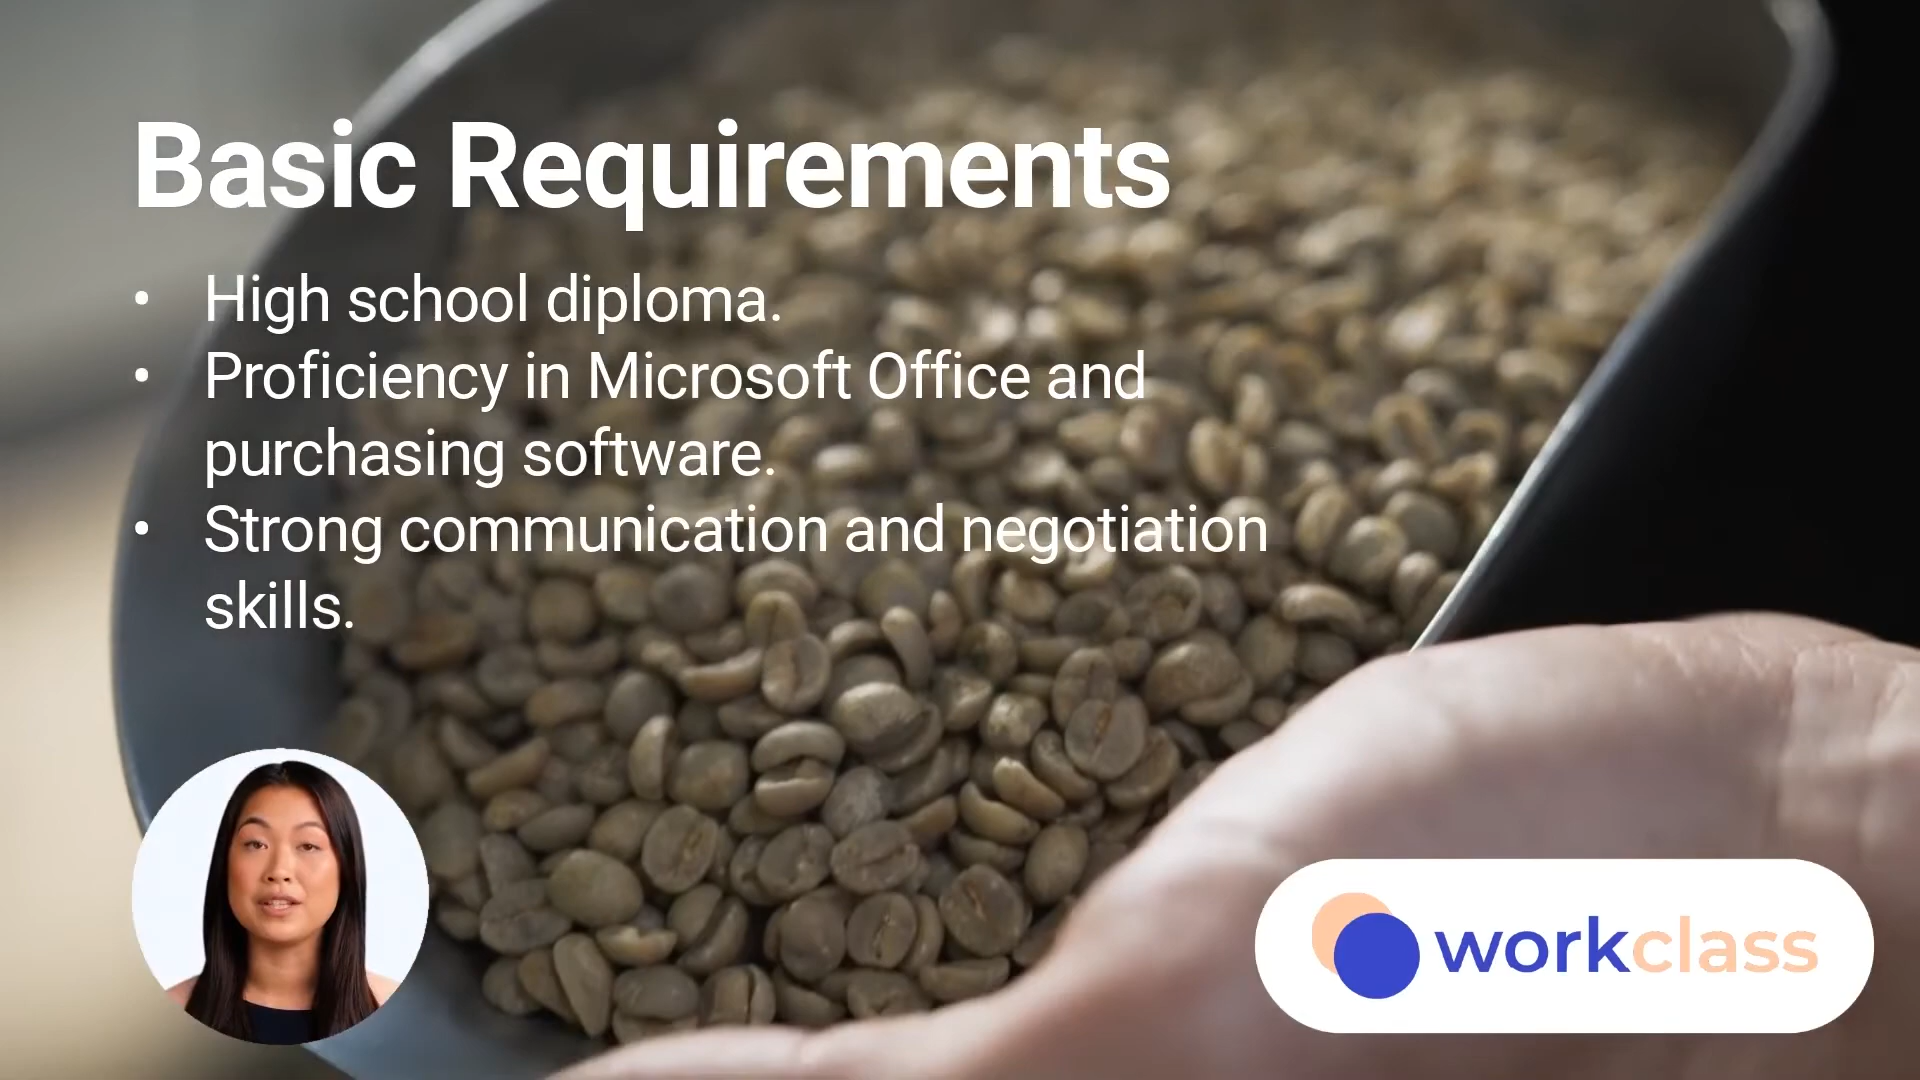 Basic Requirements
• High school diploma.
• Proficiency in Microsoft Office and
purchasing software.
• Strong communication and negotiation
skills.
workclass